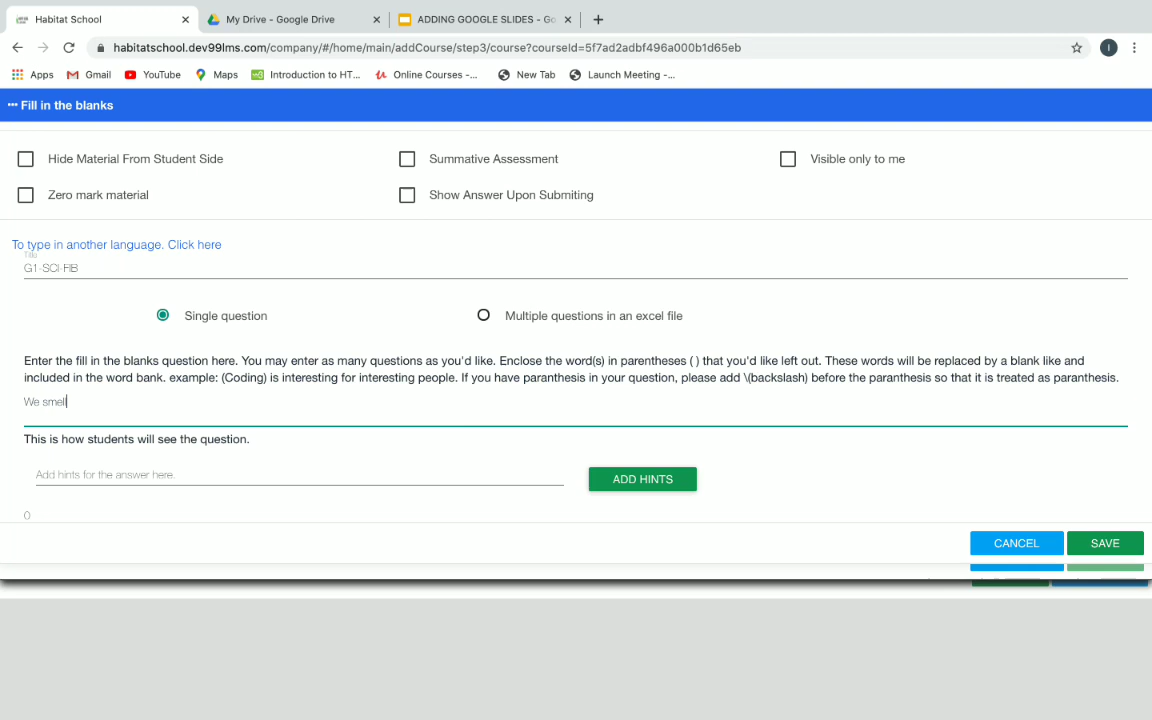 Habitat School
My Drive - Google Drive
ADDING GOOGLE SLIDES - Go
habitatschool.dev99lms.com/company/#/home/main/addCourse/step3/course?courseId=5f7ad2adbf496a000b1d65eb
I
Apps Gmail YouTube Maps Introduction to HT... Online Courses -... New Tab Launch Meeting -...
Fill in the blanks
Hide Material From Student Side Summative Assessment Visible only to me
Zero mark material Show Answer Upon Submiting
To type in another language. Click here
Title
G1-SCI-FIB
Single question Multiple questions in an excel file
Enter the fill in the blanks question here. You may enter as many questions as you'd like. Enclose the word(s) in parentheses ( ) that you'd like left out. These words will be replaced by a blank like and
included in the word bank. example: (Coding) is interesting for interesting people. If you have paranthesis in your question, please add \(backslash) before the paranthesis so that it is treated as paranthesis.
We smell
This is how students will see the question.
Add hints for the answer here.
ADD HINTS
0
CANCEL SAVE